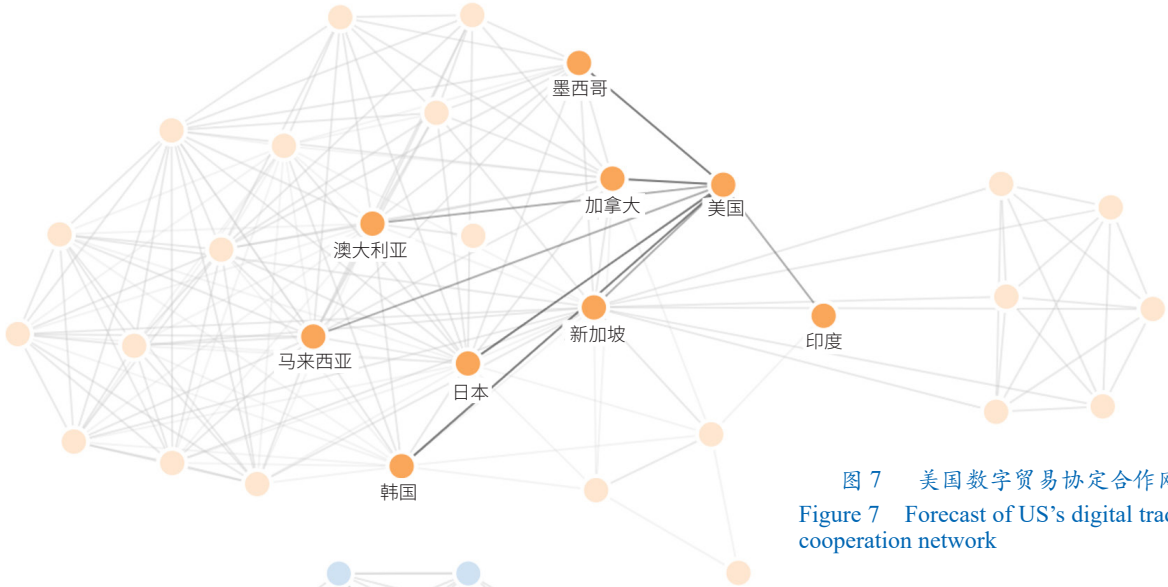 墨西哥
加拿大
美国
澳大利亚
新加坡
印度
马来西亚
日本
韩国
图 7 美国数字贸易协定合作网
Figure 7 Forecast of US's digital trad
cooperation network